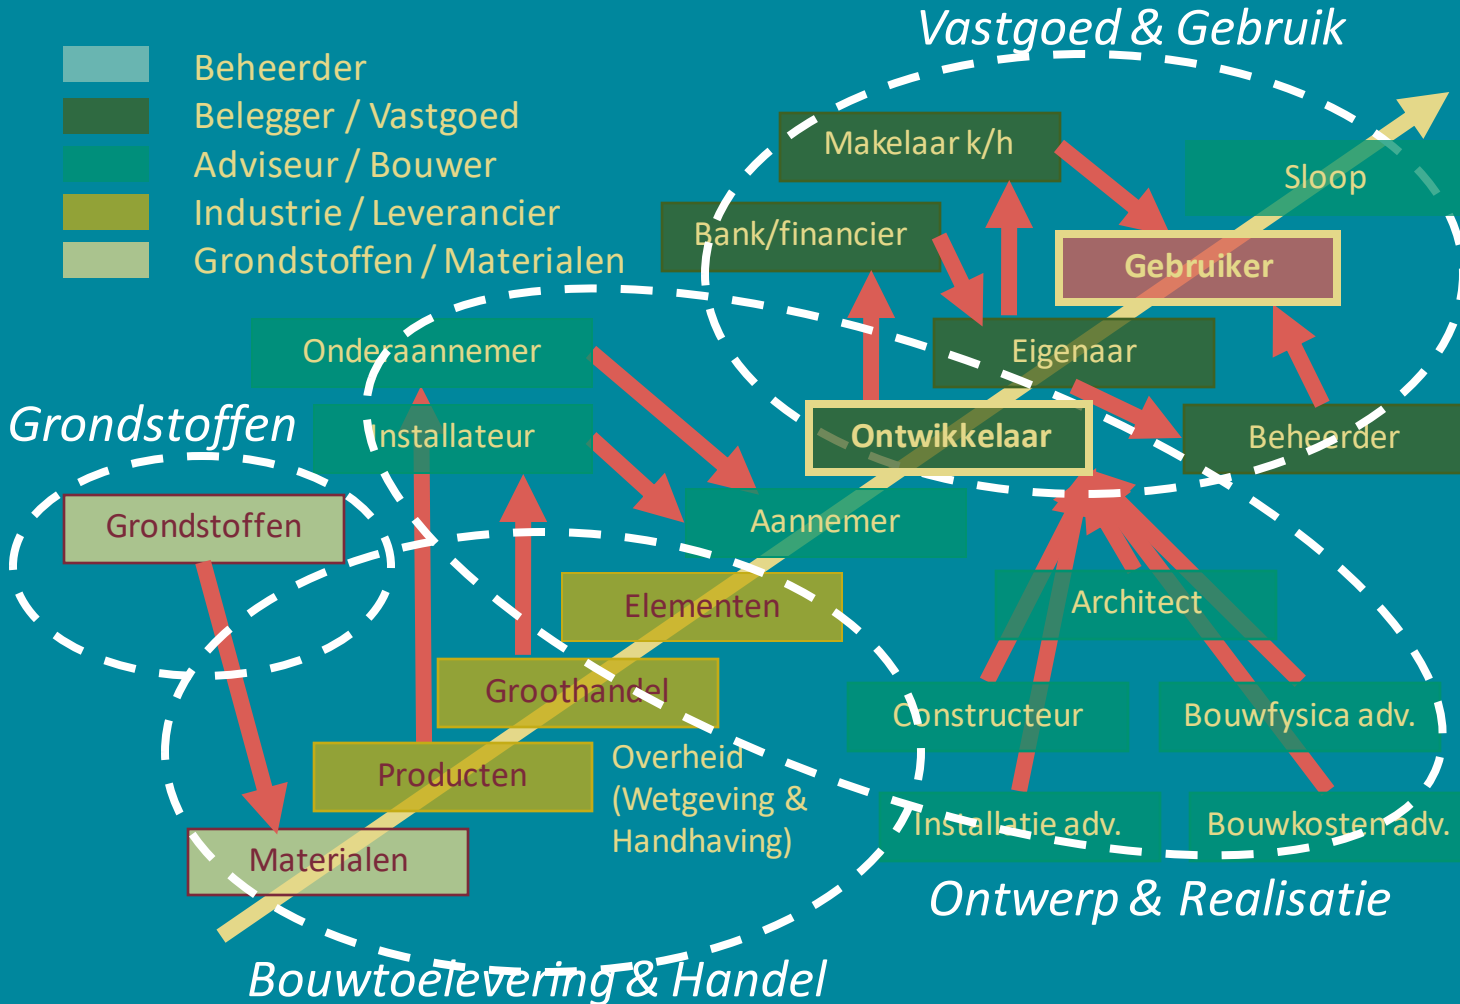 Vastgoed & Gebruik
Beheerder
Belegger / Vastgoed
Adviseur / Bouwer
Industrie / Leverancier
Grondstoffen / Materialen
Makelaar k/h
Sloop
Bank/financier
Gebruiker
Onderaannemer
Eigenaar
Grondstoffen
Installateur
Ontwikkelaar
Beheerder
Grondstoffen
Aannemer
Elementen
Architect
Groothandel
Constructeur
Bouwfysica adv.
Producten
Overheid
(Wetgeving &
Handhaving)
Installatie adv.
Bouwkosten adv.
Materialen
Ontwerp & Realisatie
Bouwtoelevering & Handel